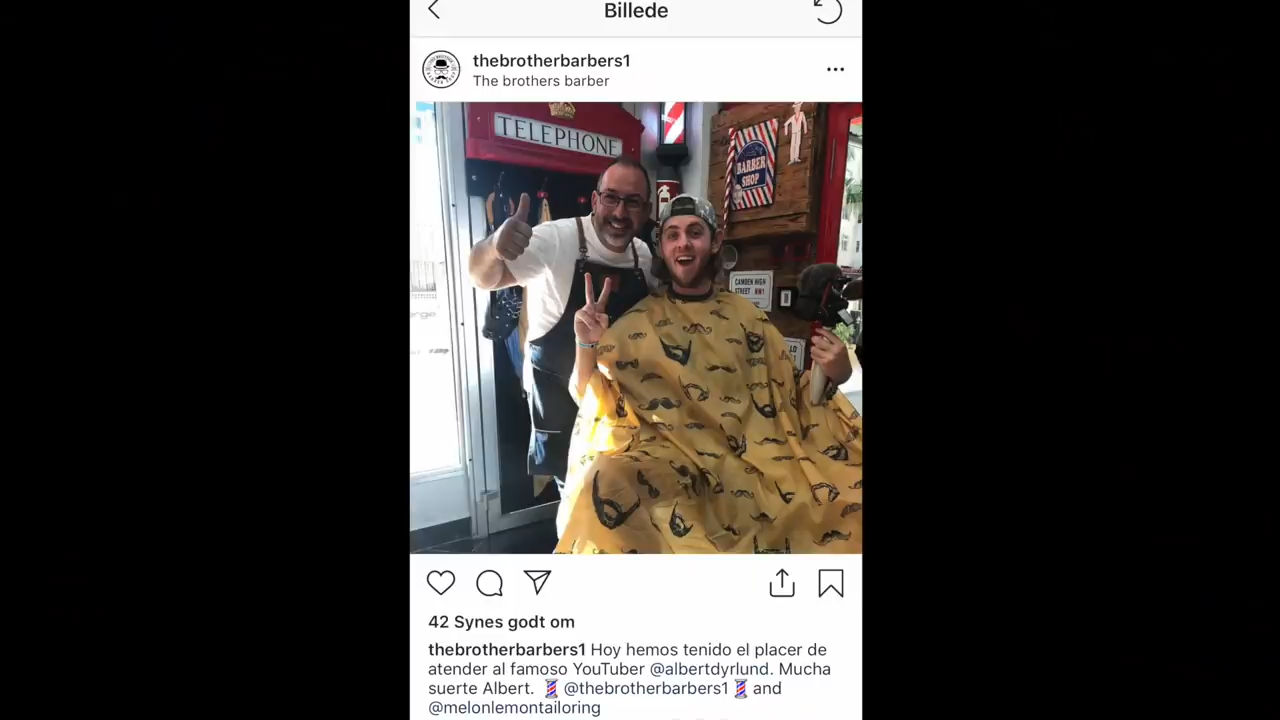 Billede
thebrotherbarbers1
The brothers barber
TELEPHONE
BARBER
SHOP
CAMDEN HIGH
STREET NW1
42 Synes godt om
thebrotherbarbers1 Hoy hemos tenido el placer de
atender al famoso YouTuber @albertdyrlund. Mucha
suerte Albert. 💈 @thebrotherbarbers1 💈 and
@melonlemontailoring